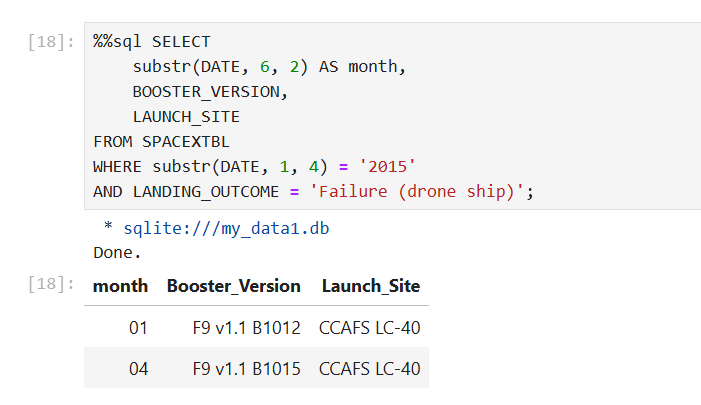 [18]: %%sql SELECT
substr(DATE, 6, 2) AS month,
BOOSTER_VERSION,
LAUNCH_SITE
FROM SPACEXTBL
WHERE substr(DATE, 1, 4) = '2015'
AND LANDING_OUTCOME = 'Failure (drone ship)';
* sqlite:///my_data1.db
Done.
[18]: month Booster_Version Launch_Site
01 F9 v1.1 B1012 CCAFS LC-40
04 F9 v1.1 B1015 CCAFS LC-40